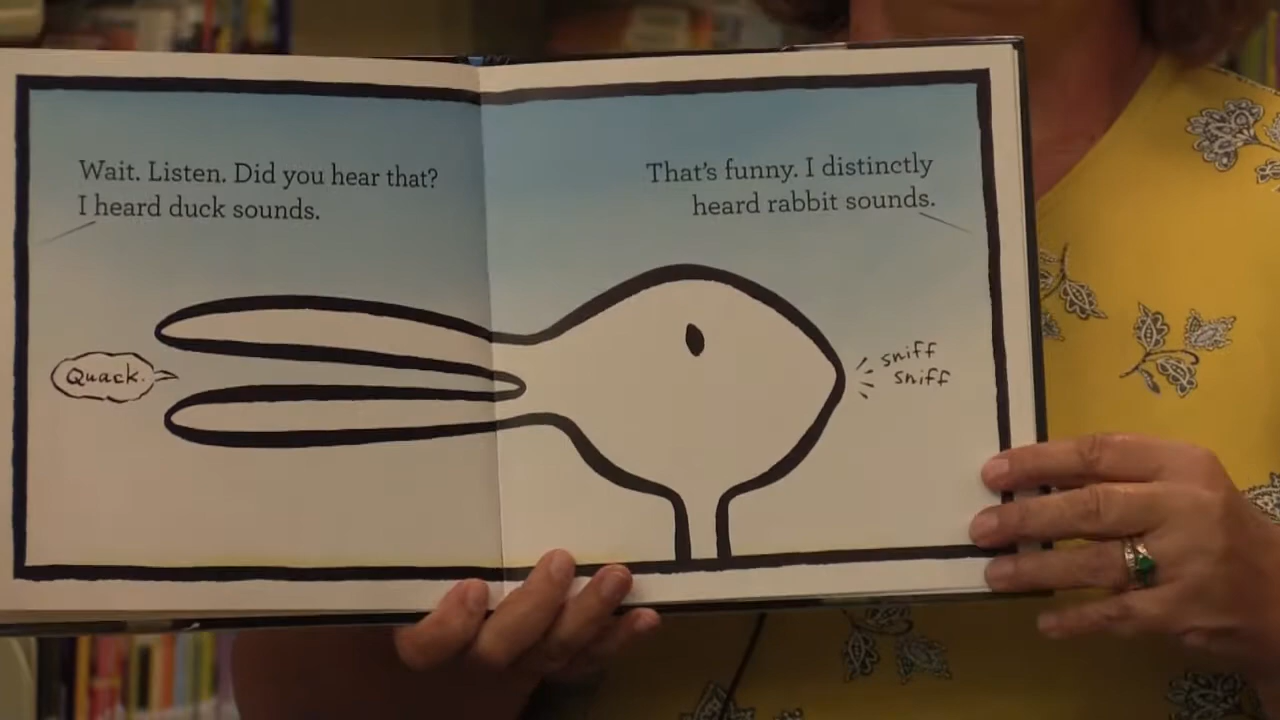 Wait. Listen. Did you hear that?
I heard duck sounds.
Quack.
That's funny. I distinctly
heard rabbit sounds.
sniff
sniff